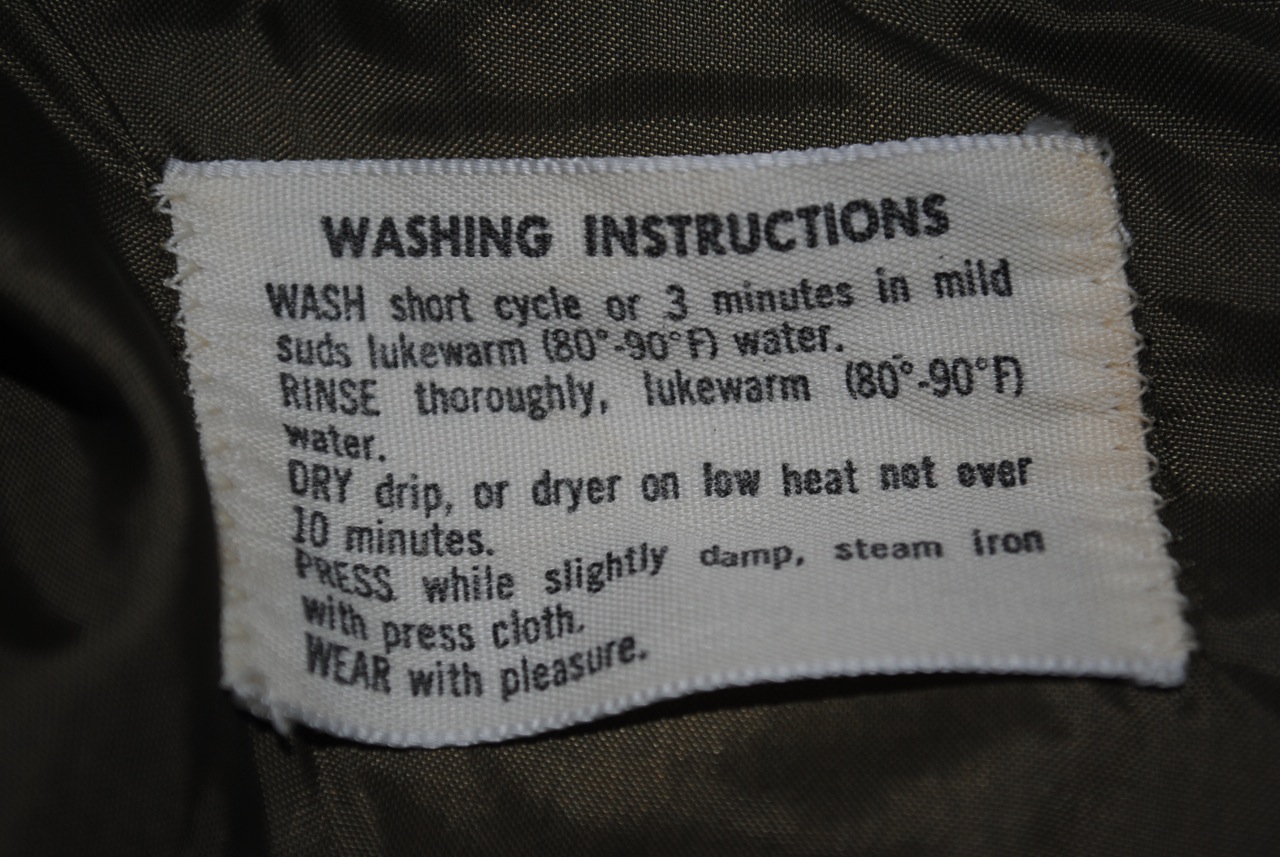 WASHING INSTRUCTIONS
WASH short cycle or 3 minutes in mild
suds lukewarm (80°-90°F) water.
RINSE thoroughly, lukewarm (80°-90°F)
water.
DRY drip, or dryer on low heat not over
10 minutes.
PRESS while slightly damp, steam iron
with press cloth.
WEAR with pleasure.